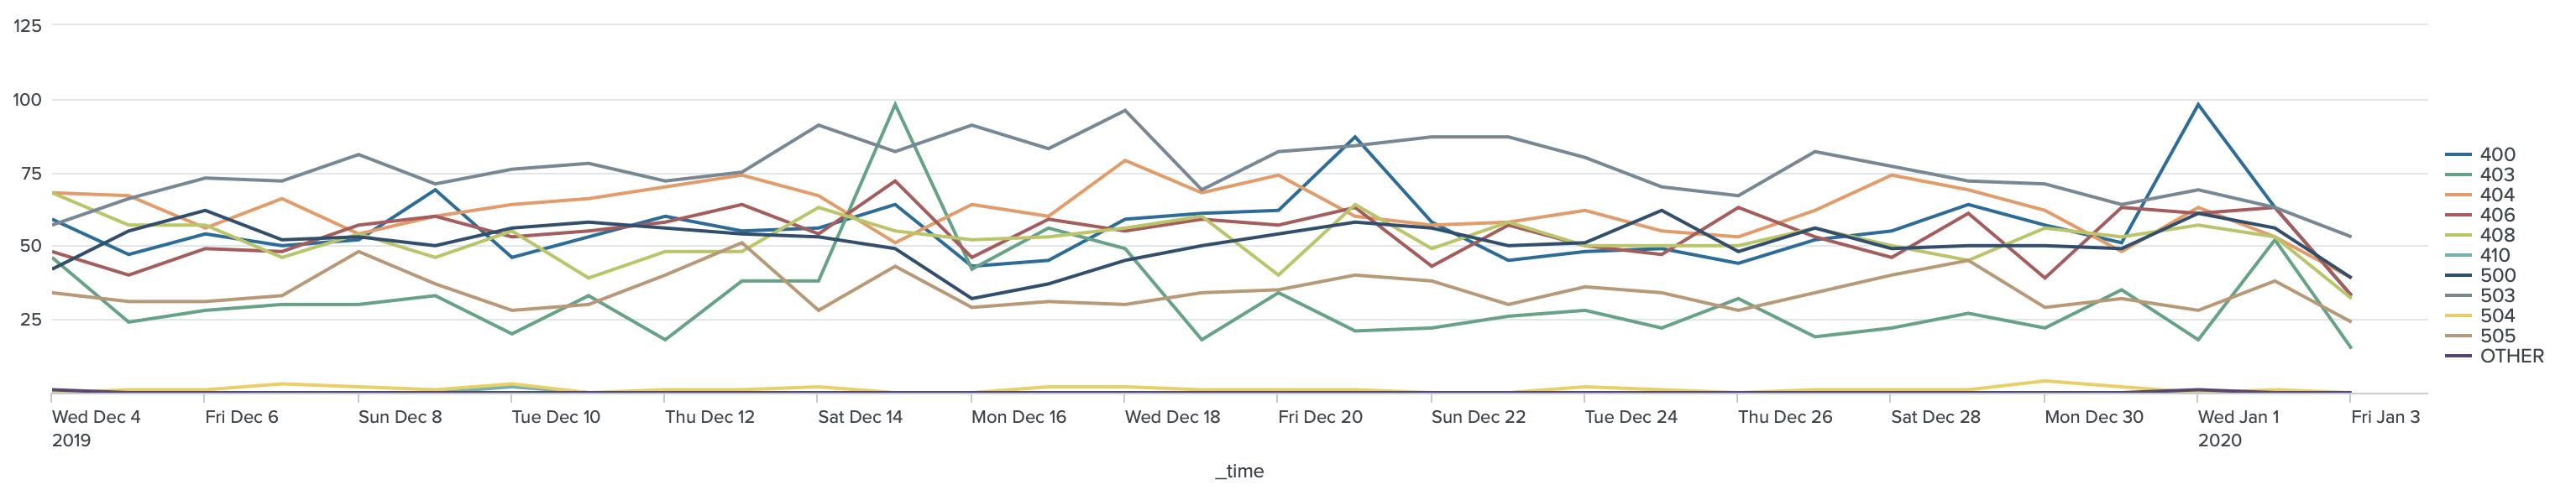 125
100
75
50
25
Wed Dec 4
2019
Fri Dec 6
Sun Dec 8
Tue Dec 10
Thu Dec 12
Sat Dec 14
Mon Dec 16
Wed Dec 18
Fri Dec 20
Sun Dec 22
Tue Dec 24
Thu Dec 26
Sat Dec 28
Mon Dec 30
Wed Jan 1
2020
Fri Jan 3
_time
400
403
404
406
408
410
500
503
504
505
OTHER